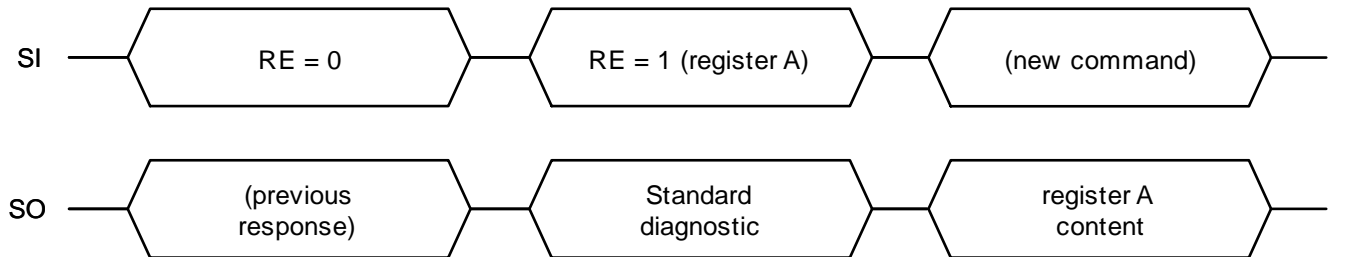 SI
RE = 0
RE = 1 (register A)
(new command)
SO
(previous
response)
Standard
diagnostic
register A
content